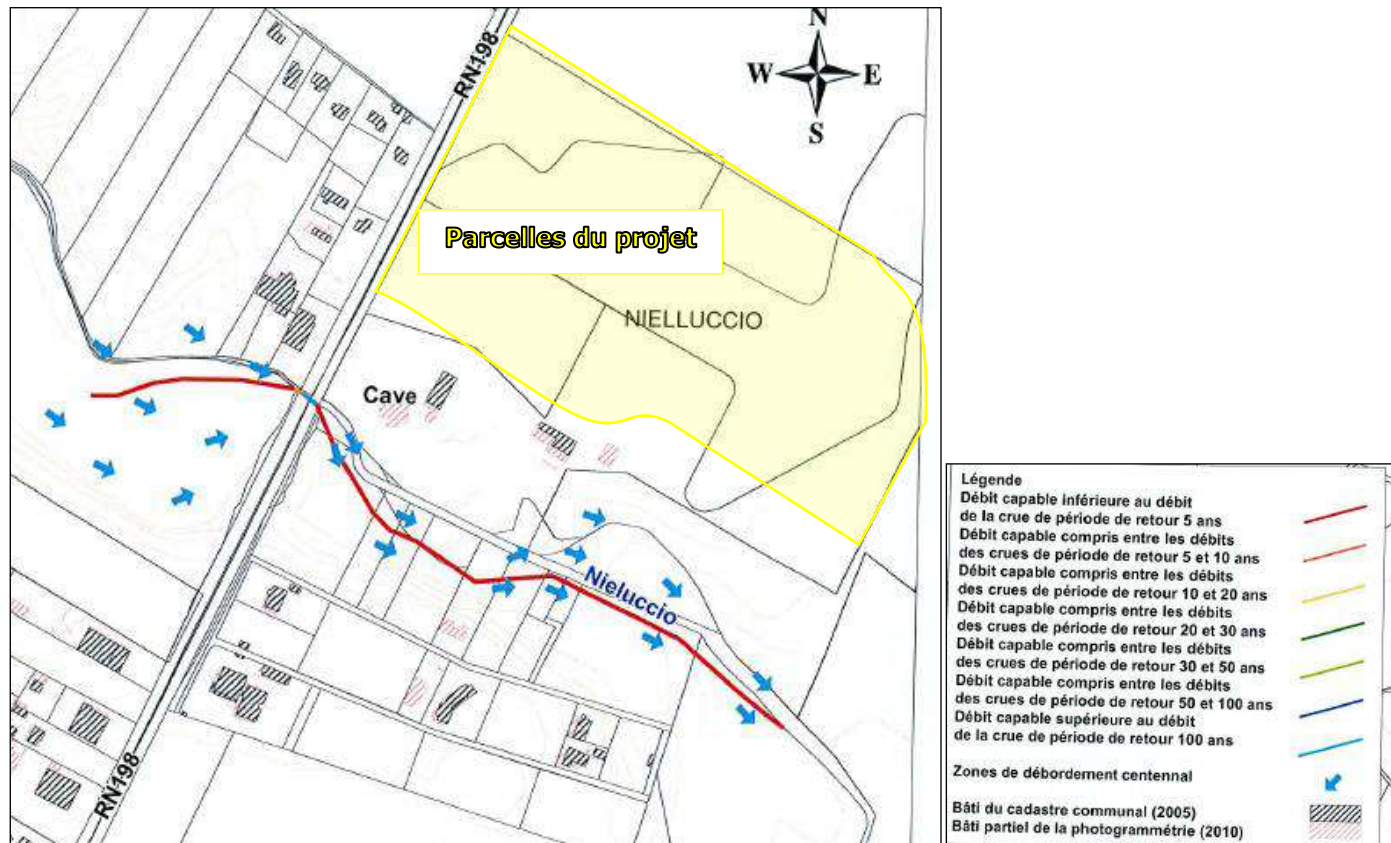 N
W E
S
RN198
Parcelles du projet
NIELLUCCIO
Cave
Nieluccio
RN198
Légende
Débit capable inférieure au débit
de la crue de période de retour 5 ans
Débit capable compris entre les débits
des crues de période de retour 5 et 10 ans
Débit capable compris entre les débits
des crues de période de retour 10 et 20 ans
Débit capable compris entre les débits
des crues de période de retour 20 et 30 ans
Débit capable compris entre les débits
des crues de période de retour 30 et 50 ans
Débit capable compris entre les débits
des crues de période de retour 50 et 100 ans
Débit capable supérieure au débit
de la crue de période de retour 100 ans
Zones de débordement centennal
Bâti du cadastre communal (2005)
Bâti partiel de la photogrammétrie (2010)